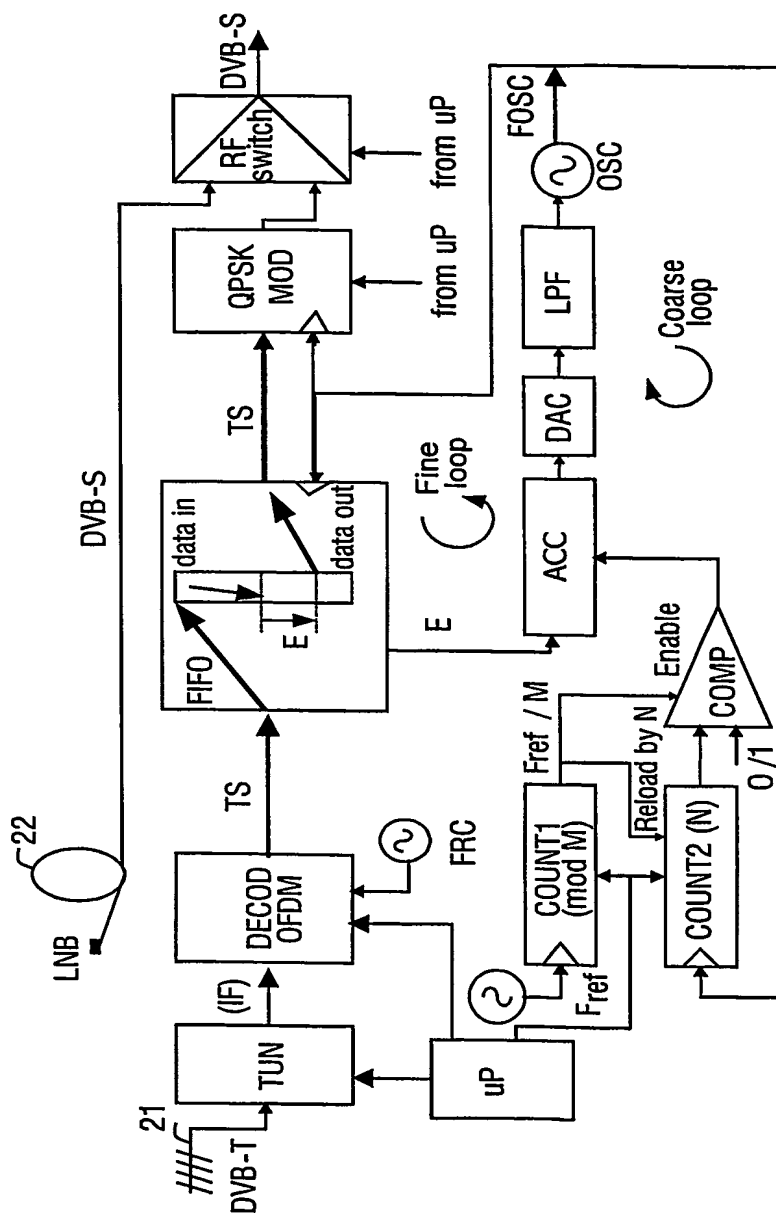 22
LNB
DVB-S
DVB-S
21
DVB-T
TUN
(IF)
DECOD
OFDM
FRC
TS
FIFO
data in
E
data out
TS
QPSK
MOD
from uP
RF
switch
from uP
Fine
loop
E
uP
Fref
COUNT1
(mod M)
Fref / M
Reload by N
Enable
COUNT2 (N)
COMP
0 /1
ACC
DAC
LPF
OSC
FOSC
Coarse
loop